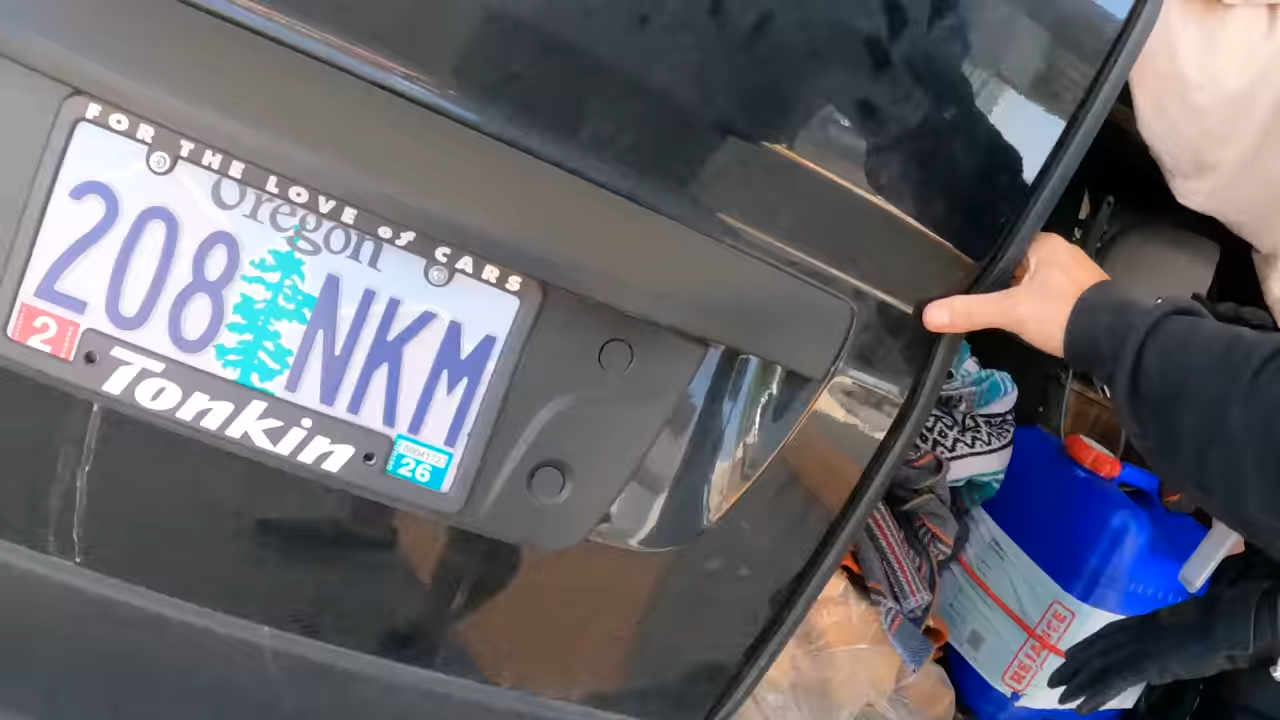 FOR THE LOVE of CARS
Oregon
208 NKM
2
26
Tonkin
RELIANCE